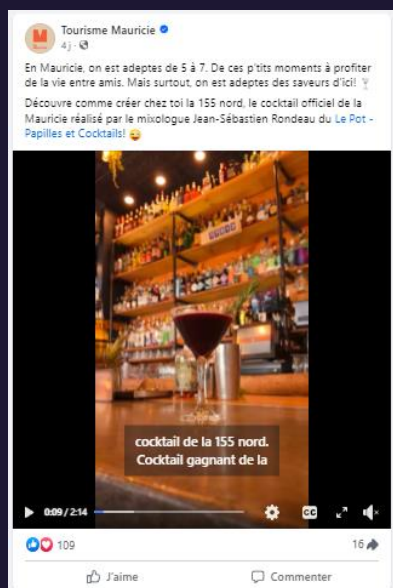 Tourisme Mauricie
4 j ·
En Mauricie, on est adeptes de 5 à 7. De ces p'tits moments à profiter
de la vie entre amis. Mais surtout, on est adeptes des saveurs d'ici!
Découvre comme créer chez toi la 155 nord, le cocktail officiel de la
Mauricie réalisé par le mixologue Jean-Sébastien Rondeau du Le Pot -
Papilles et Cocktails!
cocktail de la 155 nord.
Cocktail gagnant de la
0:09 / 2:14
CC
109
16
J'aime
Commenter